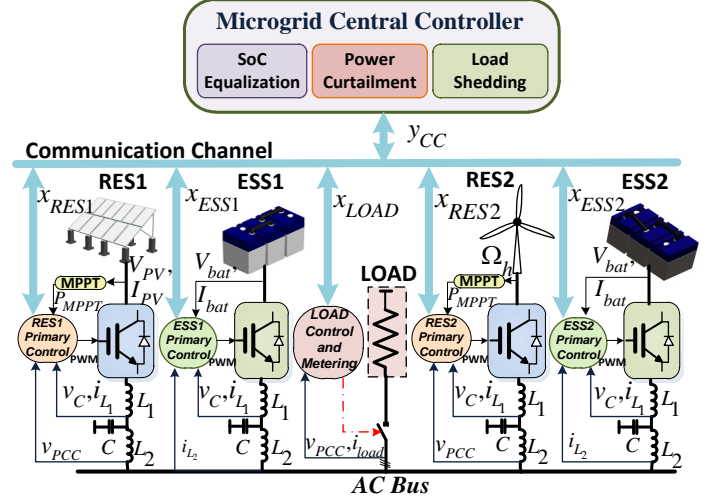 Microgrid Central Controller
SoC
Equalization
Power
Curtailment
Load
Shedding
y_CC
Communication Channel
RES1
ESS1
RES2
ESS2
x_RES1
x_ESS1
x_LOAD
x_RES2
x_ESS2
V_PV,
I_PV
MPPT
P_MPPT
V_bat,
I_bat
LOAD
Ω_h
MPPT
P_MPPT
V_bat,
I_bat
RES1
Primary
Control
PWM
ESS1
Primary
Control
PWM
LOAD
Control
and
Metering
RES2
Primary
Control
PWM
ESS2
Primary
Control
PWM
v_C, i_L1
L_1
C
L_2
v_PCC
v_C, i_L1
L_1
C
L_2
i_L2
v_PCC, i_load
v_C, i_L1
L_1
C
L_2
v_PCC
v_C, i_L1
L_1
C
L_2
i_L2
AC Bus